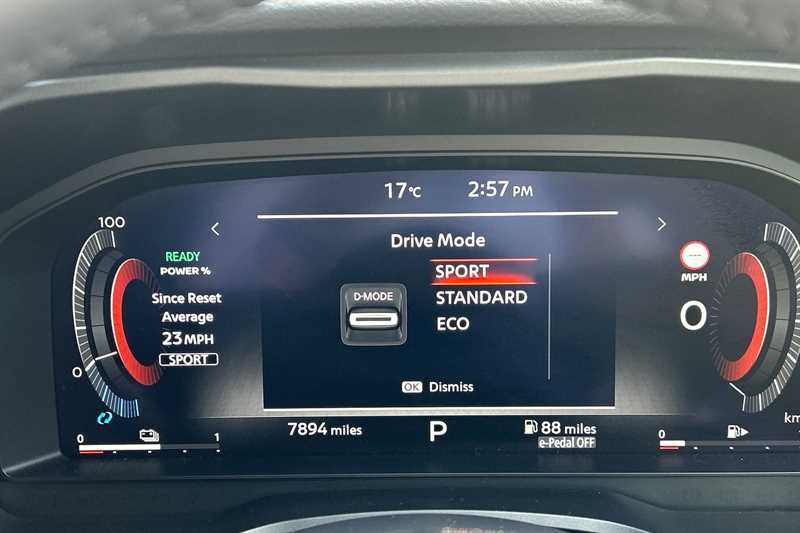 17°C 2:57 PM
100
< >
READY
POWER %
Since Reset
Average
23 MPH
SPORT
0
Drive Mode
D-MODE
SPORT
STANDARD
ECO
OK Dismiss
MPH
0
km
7894 miles
P
88 miles
e-Pedal OFF
0 1
0